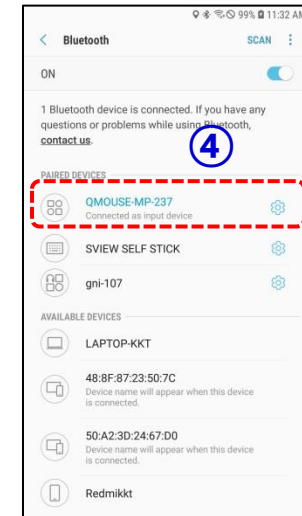 99% 11:32 AM
Bluetooth
SCAN
ON
1 Bluetooth device is connected. If you have any
questions or problems while using Bluetooth,
contact us.
④
PAIRED DEVICES
QMOUSE-MP-237
Connected as input device
SVIEW SELF STICK
gni-107
AVAILABLE DEVICES
LAPTOP-KKT
48:8F:87:23:50:7C
Device name will appear when this device
is connected.
50:A2:3D:24:67:D0
Device name will appear when this device
is connected.
Redmikkt